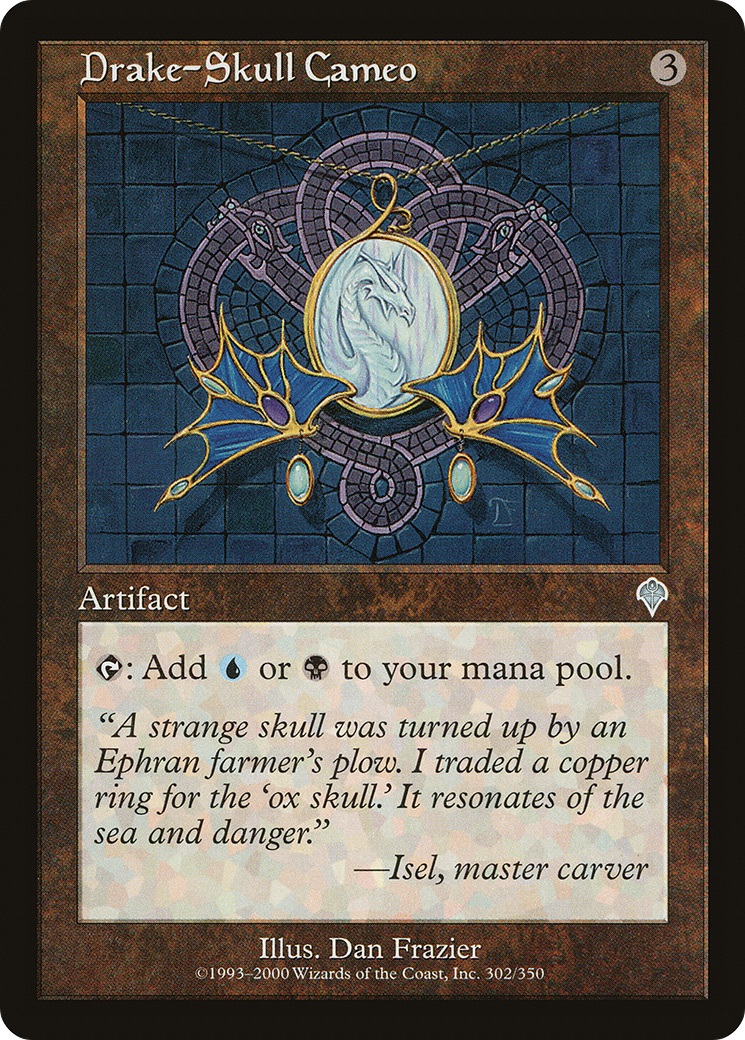 Drake-Skull Cameo 3
Artifact
: Add or to your mana pool.
“A strange skull was turned up by an
Ephran farmer’s plow. I traded a copper
ring for the ‘ox skull.’ It resonates of the
sea and danger.”
—Isel, master carver
Illus. Dan Frazier
©1993–2000 Wizards of the Coast, Inc. 302/350